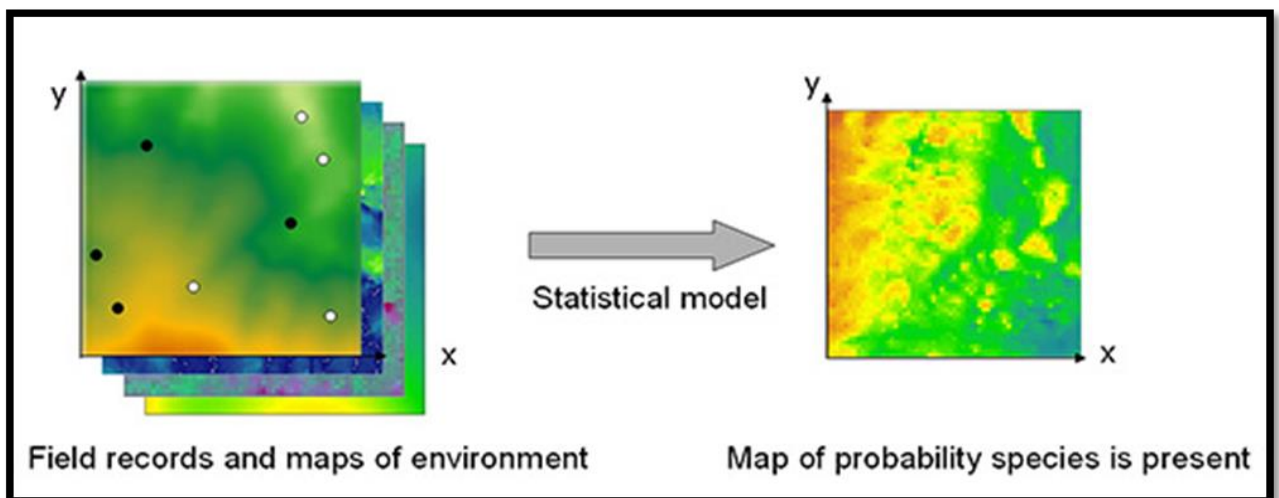 y
x
Statistical model
y
x
Field records and maps of environment
Map of probability species is present